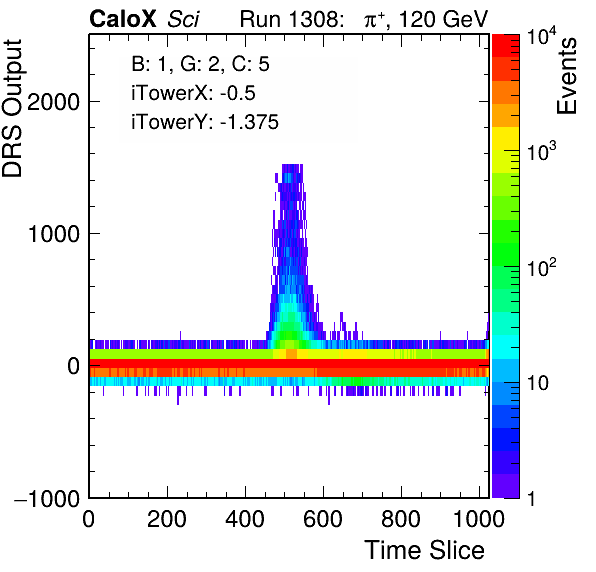 CaloX Sci Run 1308: π⁺, 120 GeV
B: 1, G: 2, C: 5
iTowerX: -0.5
iTowerY: -1.375
DRS Output
2000
1000
0
−1000
0 200 400 600 800 1000
Time Slice
Events
10⁴
10³
10²
10
1